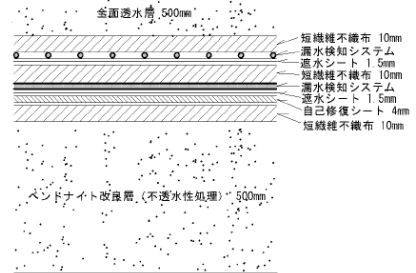 全面透水層 500mm
短繊維不織布 10mm
漏水検知システム
遮水シート 1.5mm
短繊維不織布 10mm
漏水検知システム
遮水シート 1.5mm
自己修復シート 4mm
短繊維不織布 10mm
ベンドナイト改良層（不透水性処理） 500mm